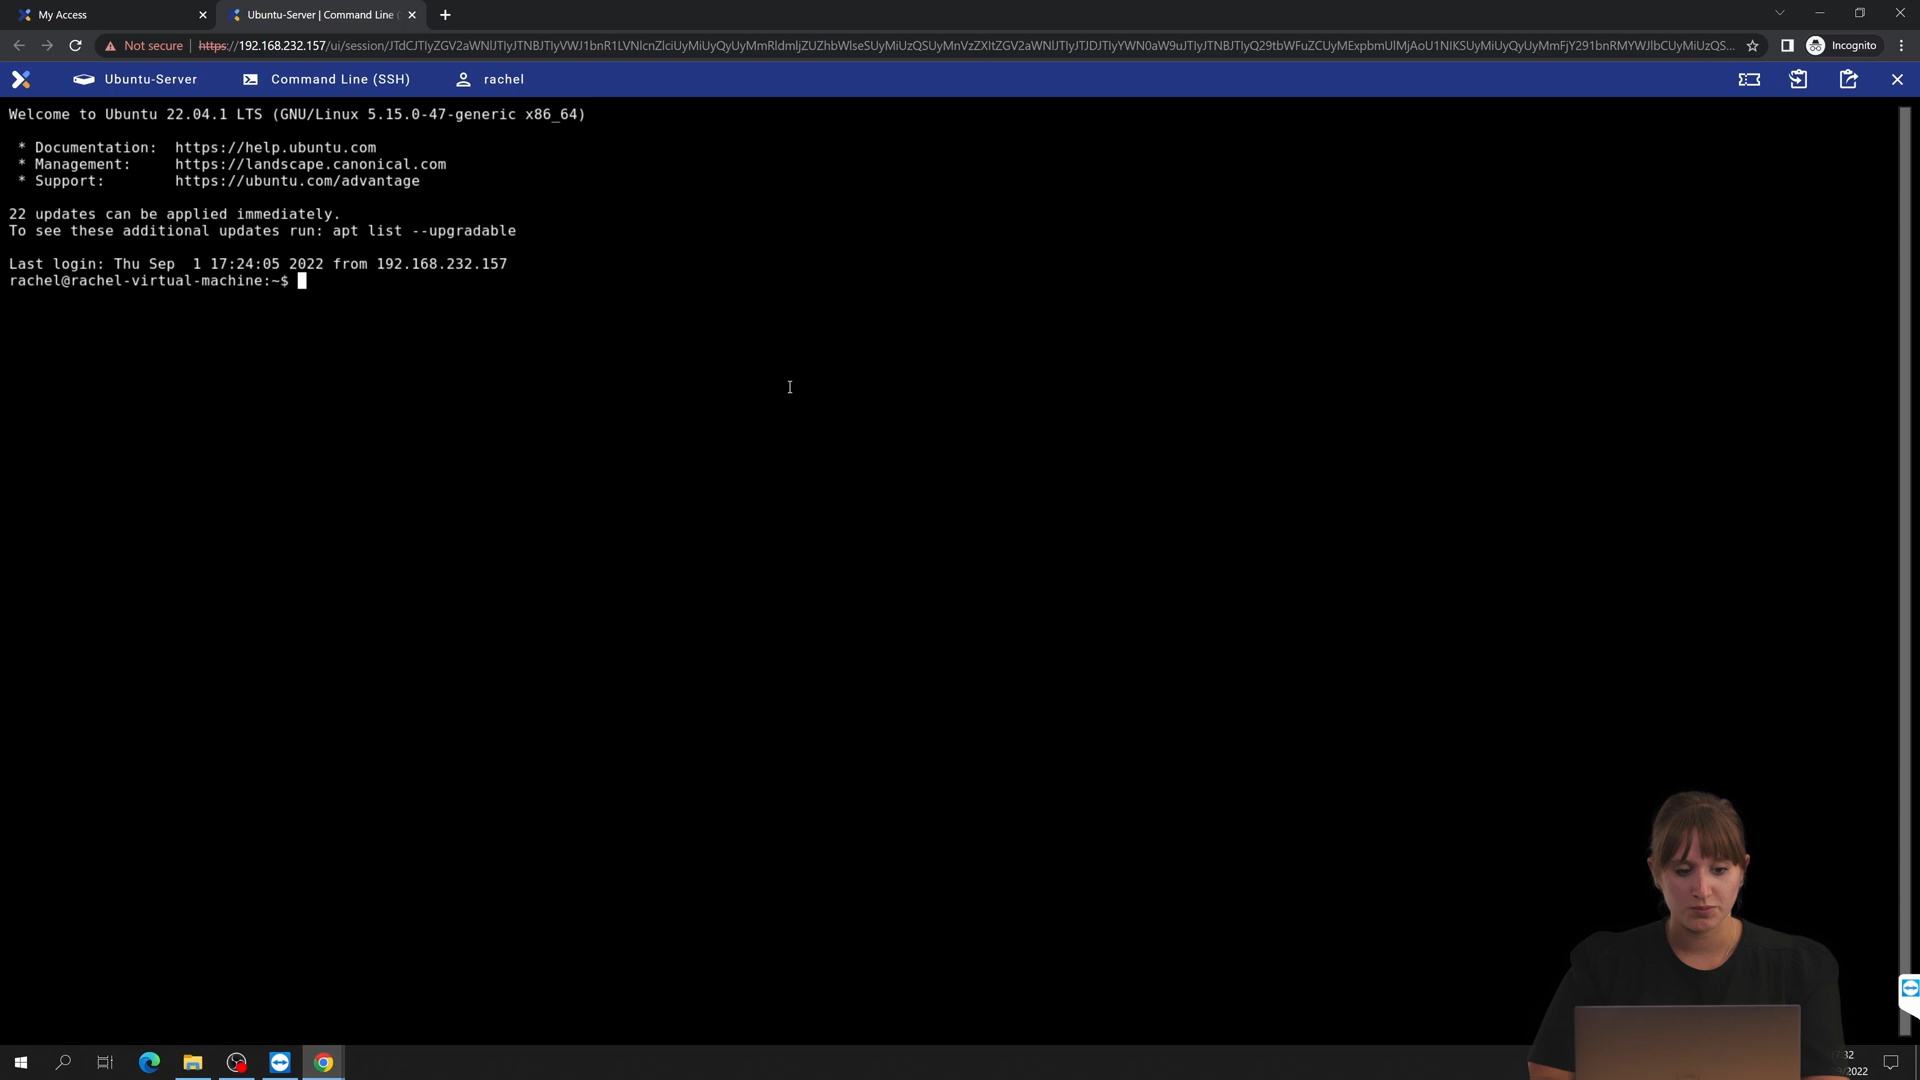 My Access
Ubuntu-Server | Command Line (
Not secure
https://192.168.232.157/ui/session/
Incognito
Ubuntu-Server
Command Line (SSH)
rachel
Welcome to Ubuntu 22.04.1 LTS (GNU/Linux 5.15.0-47-generic x86_64)
* Documentation: https://help.ubuntu.com
* Management: https://landscape.canonical.com
* Support: https://ubuntu.com/advantage
22 updates can be applied immediately.
To see these additional updates run: apt list --upgradable
Last login: Thu Sep 1 17:24:05 2022 from 192.168.232.157
rachel@rachel-virtual-machine:~$